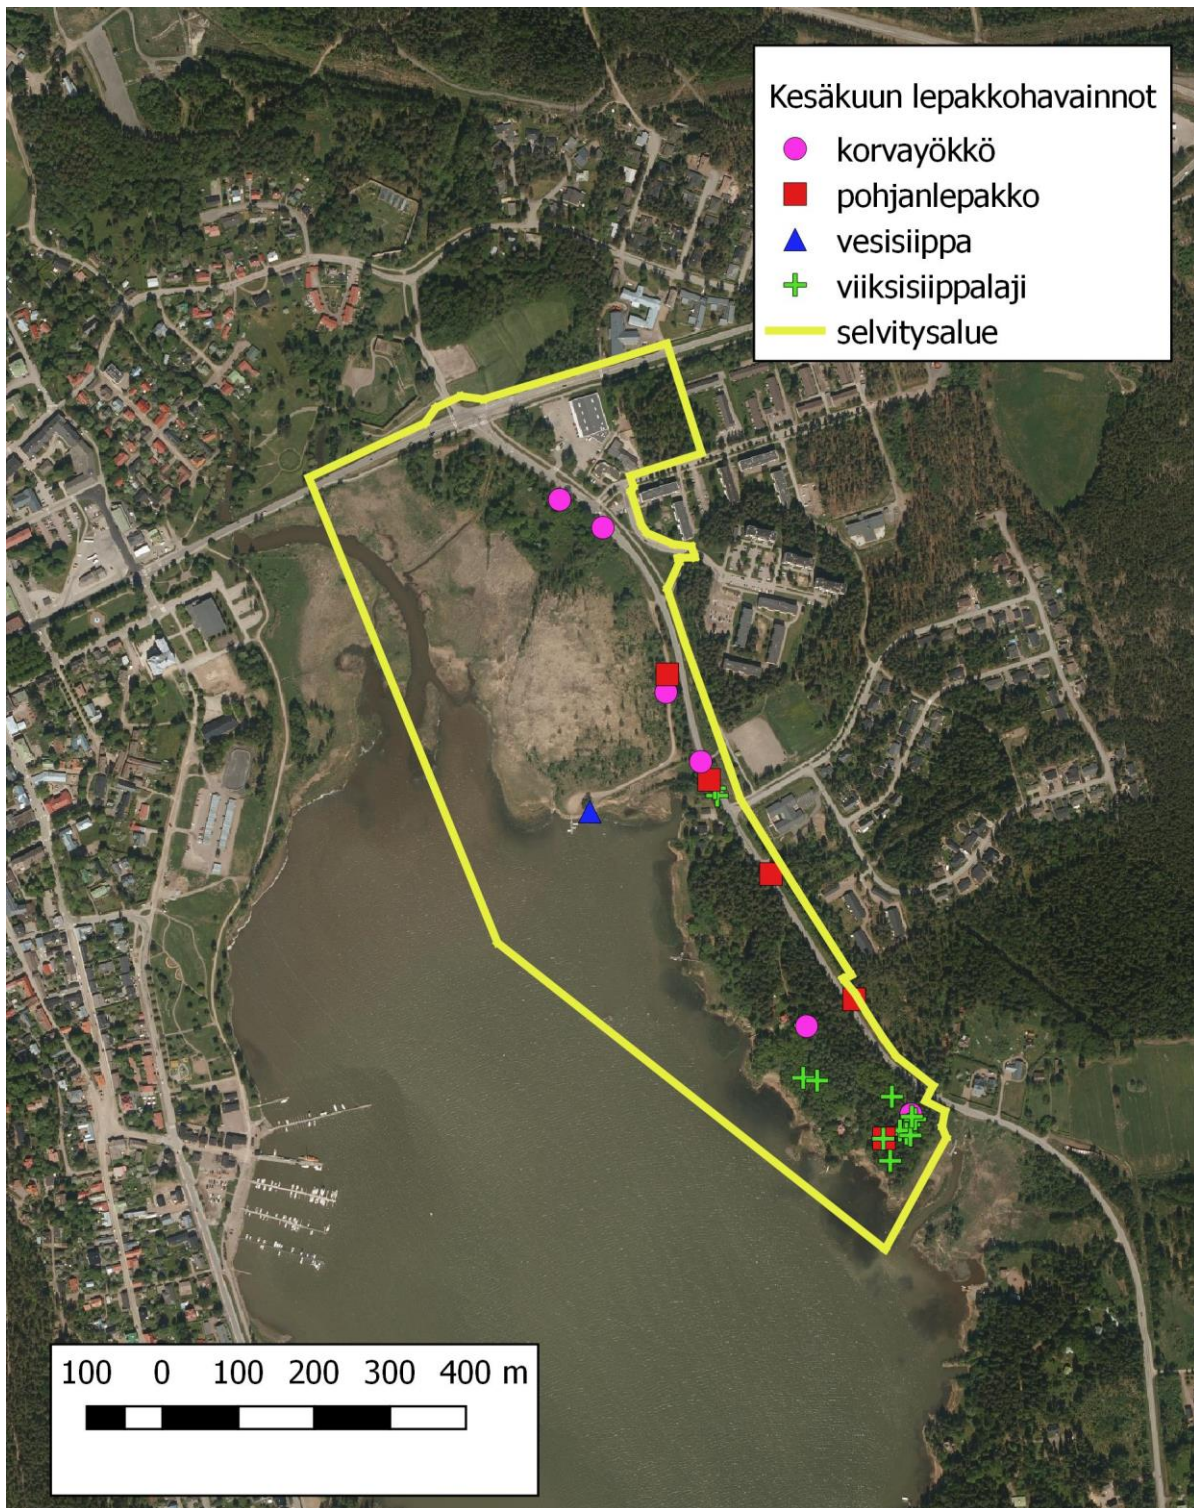 Kesäkuun lepakkohavainnot
korvayökkö
pohjanlepakko
vesisiippa
viiksisiippalaji
selvitysalue
100 0 100 200 300 400 m